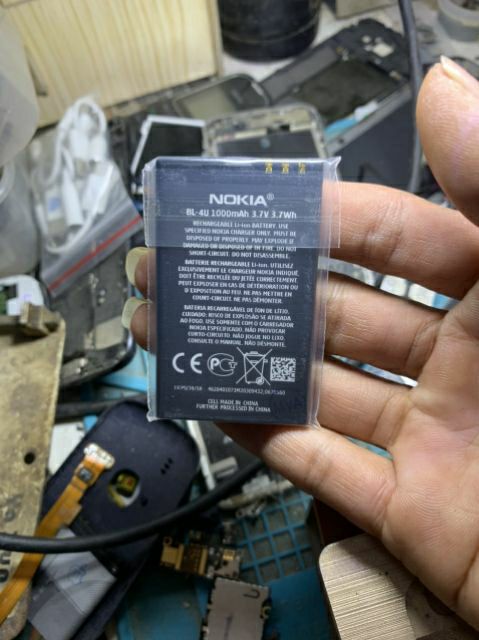 NOKIA®
BL-4U 1000mAh 3.7V 3.7Wh
RECHARGEABLE Li-ion BATTERY. USE
SPECIFIED NOKIA CHARGER ONLY. MUST BE
DISPOSED OF PROPERLY. MAY EXPLODE IF
DAMAGED OR DISPOSED OF IN FIRE. DO NOT
SHORT-CIRCUIT. DO NOT DISASSEMBLE.
BATTERIE RECHARGEABLE Li-ion. UTILISEZ
EXCLUSIVEMENT LE CHARGEUR NOKIA INDIQUÉ.
DOIT ÊTRE CORRECTEMENT RECYCLÉE.
PEUT EXPLOSER EN CAS DE DÉTÉRIORATION OU
D'EXPOSITION AU FEU. NE PAS METTRE EN
COURT-CIRCUIT. NE PAS DÉMONTER.
BATERIA RECARREGÁVEL DE ÍON DE LÍTIO.
CUIDADO: RISCO DE EXPLOSÃO SE ATIRADA
AO FOGO. USE SOMENTE COM O CARREGADOR
NOKIA ESPECIFICADO. NÃO PROVOCAR
CURTO-CIRCUITO. NÃO JOGUE NO LIXO.
CONSULTE O MANUAL. NÃO DESMONTE.
CE
CELL MADE IN CHINA
FURTHER PROCESSED IN CHINA